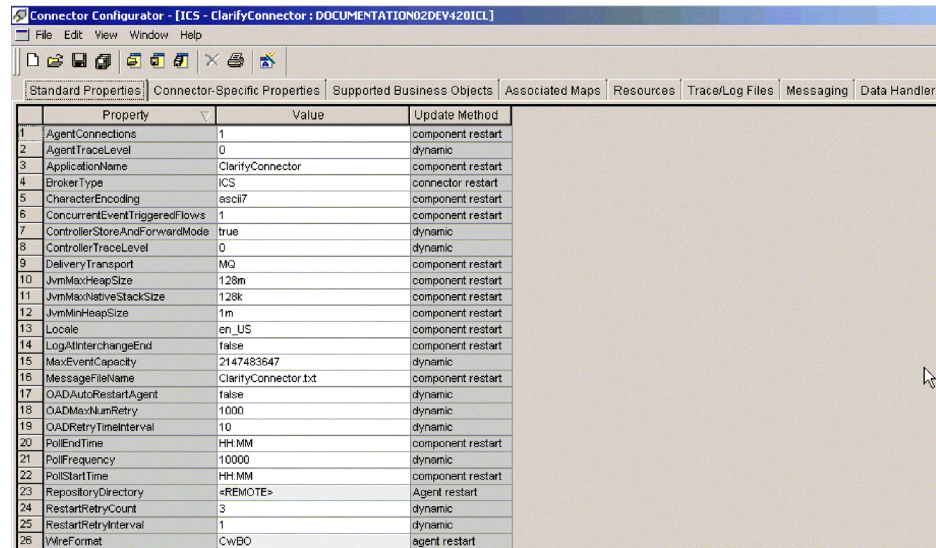 Connector Configurator - [ICS - ClarifyConnector : DOCUMENTATION02DEV420ICL]
File Edit View Window Help
Standard Properties Connector-Specific Properties Supported Business Objects Associated Maps Resources Trace/Log Files Messaging Data Handler
Property Value Update Method
1 AgentConnections 1 component restart
2 AgentTraceLevel 0 dynamic
3 ApplicationName ClarifyConnector component restart
4 BrokerType ICS connector restart
5 CharacterEncoding ascii7 component restart
6 ConcurrentEventTriggeredFlows 1 component restart
7 ControllerStoreAndForwardMode true dynamic
8 ControllerTraceLevel 0 dynamic
9 DeliveryTransport MQ component restart
10 JvmMaxHeapSize 128m component restart
11 JvmMaxNativeStackSize 128k component restart
12 JvmMinHeapSize 1m component restart
13 Locale en_US component restart
14 LogAtInterchangeEnd false component restart
15 MaxEventCapacity 2147483647 dynamic
16 MessageFileName ClarifyConnector.txt component restart
17 OADAutoRestartAgent false dynamic
18 OADMaxNumRetry 1000 dynamic
19 OADRetryTimeInterval 10 dynamic
20 PollEndTime HH:MM component restart
21 PollFrequency 10000 dynamic
22 PollStartTime HH:MM component restart
23 RepositoryDirectory <REMOTE> Agent restart
24 RestartRetryCount 3 dynamic
25 RestartRetryInterval 1 dynamic
26 WireFormat CwBO agent restart